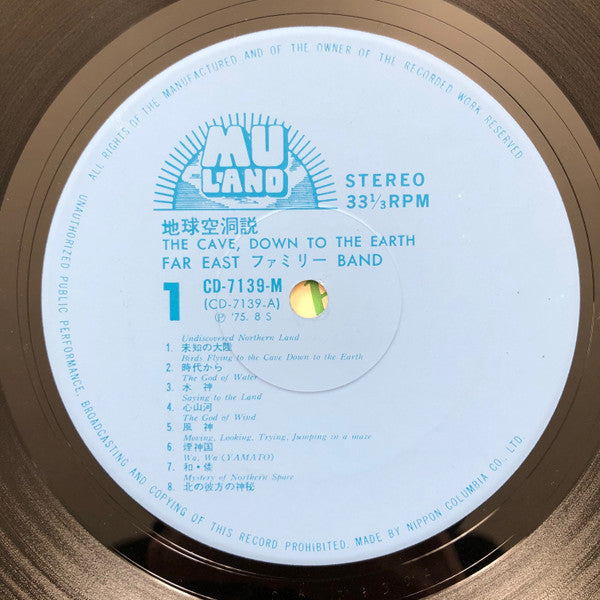 ALL RIGHTS OF THE MANUFACTURED AND OF THE OWNER OF THE RECORDED WORK RESERVED
UNAUTHORIZED PUBLIC PERFORMANCE, BROADCASTING AND COPYING OF THIS RECORD PROHIBITED. MADE BY NIPPON COLUMBIA CO., LTD.
MU
LAND
STEREO
33⅓RPM
地球空洞説
THE CAVE, DOWN TO THE EARTH
FAR EAST ファミリー BAND
1
CD-7139-M
(CD-7139-A)
Ⓟ '75. 8 S
Undiscovered Northern Land
1. 未知の大陸
Birds Flying to the Cave Down to the Earth
2. 時代から
The God of Water
3. 水神
Saying to the Land
4. 心山河
The God of Wind
5. 風神
Moving, Looking, Trying, Jumping in a maze
6. 煙神国
Wa, Wa (YAMATO)
7. 和・佳
Mystery of Northern Space
8. 北の彼方の神秘